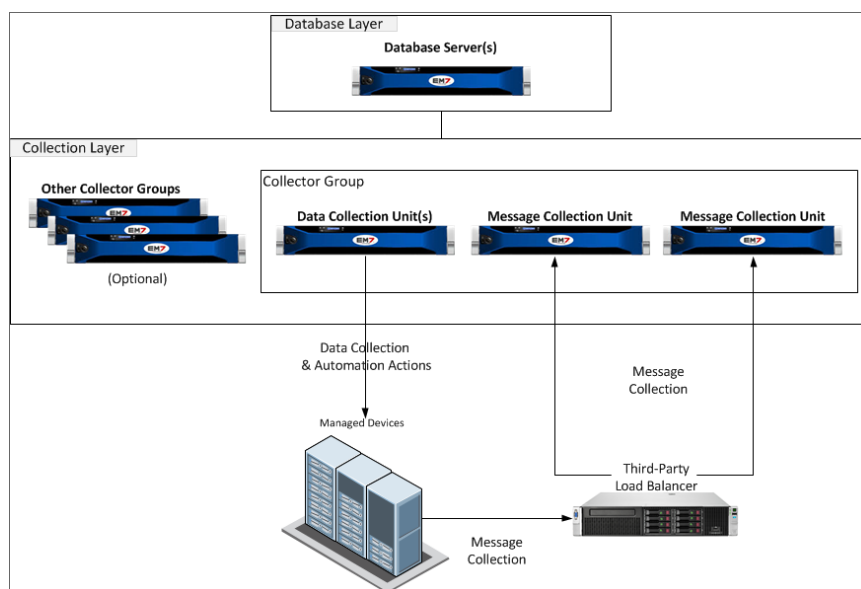 Database Layer
Database Server(s)
EM7
Collection Layer
Other Collector Groups
EM7
EM7
EM7
(Optional)
Collector Group
Data Collection Unit(s)
Message Collection Unit
Message Collection Unit
EM7
EM7
EM7
Data Collection
& Automation Actions
Message
Collection
Managed Devices
Third-Party
Load Balancer
Message
Collection